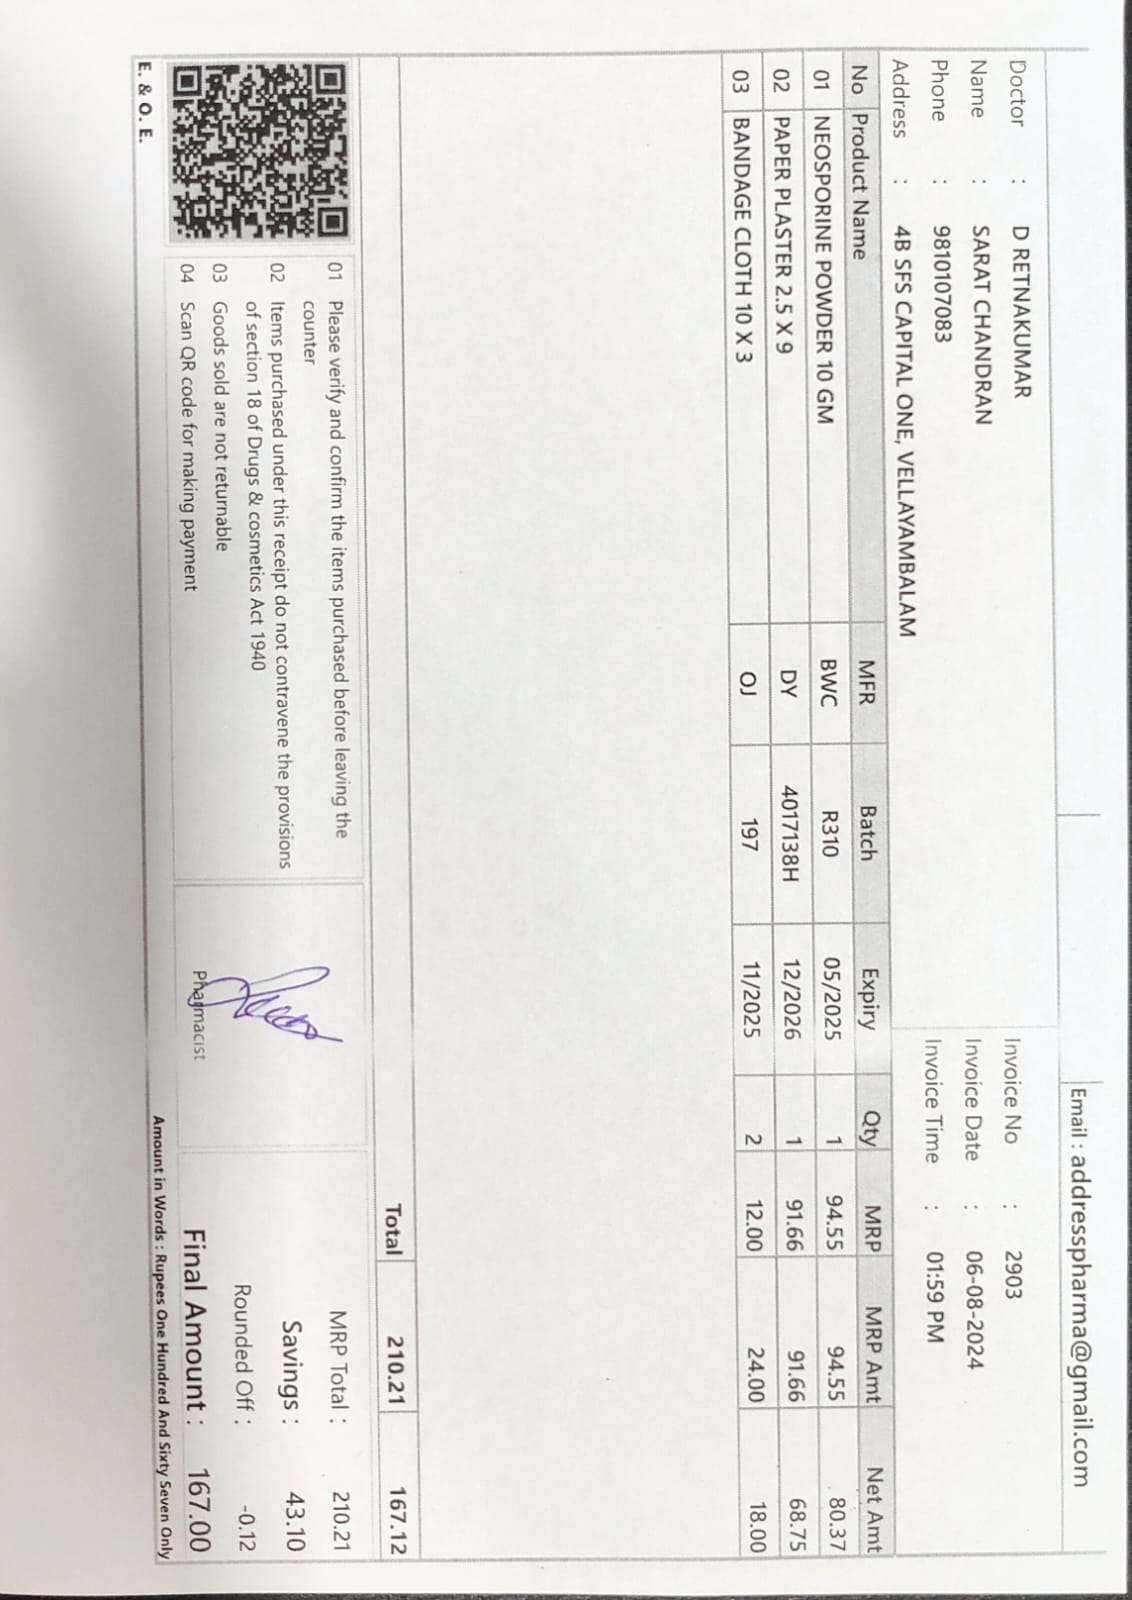 Email : addresspharma@gmail.com
Doctor : D RETNAKUMAR
Name : SARAT CHANDRAN
Phone : 9810107083
Address : 4B SFS CAPITAL ONE, VELLAYAMBALAM
Invoice No : 2903
Invoice Date : 06-08-2024
Invoice Time : 01:59 PM
No Product Name MFR Batch Expiry Qty MRP MRP Amt Net Amt
01 NEOSPORINE POWDER 10 GM BWC R310 05/2025 1 94.55 94.55 80.37
02 PAPER PLASTER 2.5 X 9 DY 4017138H 12/2026 1 91.66 91.66 68.75
03 BANDAGE CLOTH 10 X 3 OJ 197 11/2025 2 12.00 24.00 18.00
Total 210.21 167.12
01 Please verify and confirm the items purchased before leaving the
counter
02 Items purchased under this receipt do not contravene the provisions
of section 18 of Drugs & cosmetics Act 1940
03 Goods sold are not returnable
04 Scan QR code for making payment
Pharmacist
MRP Total : 210.21
Savings : 43.10
Rounded Off : -0.12
Final Amount : 167.00
Amount in Words : Rupees One Hundred And Sixty Seven Only
E. & O. E.